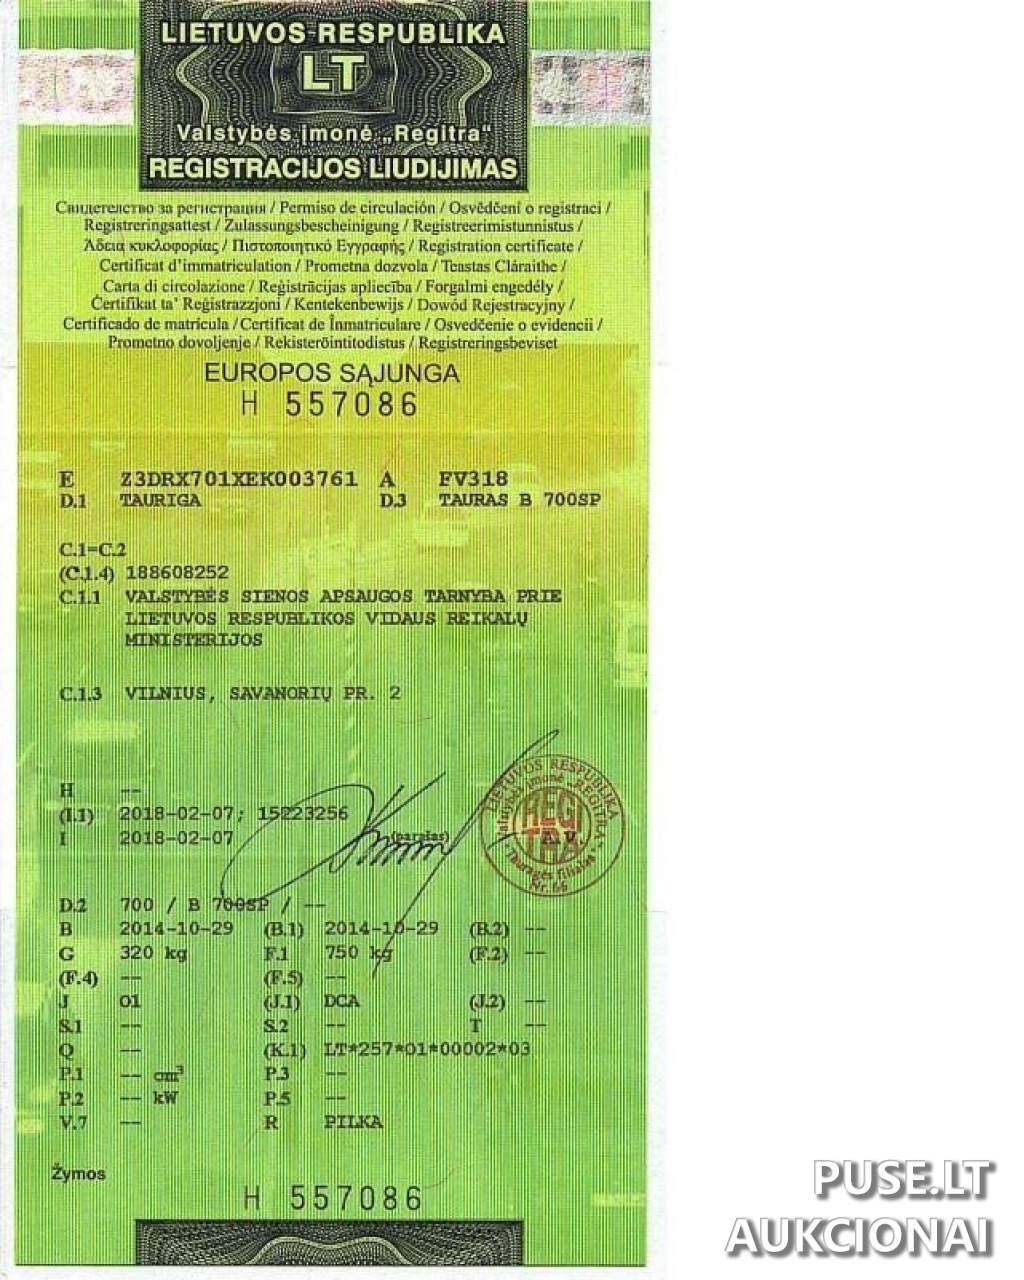 LIETUVOS RESPUBLIKA
LT
Valstybės įmonė „Regitra“
REGISTRACIJOS LIUDIJIMAS
Свидетелство за регистрация / Permiso de circulación / Osvědčení o registraci /
Registreringsattest / Zulassungsbescheinigung / Registreerimistunnistus /
Άδεια κυκλοφορίας / Πιστοποιητικό Εγγραφής / Registration certificate /
Certificat d’immatriculation / Prometna dozvola / Teastas Cláraithe /
Carta di circolazione / Reģistrācijas apliecība / Forgalmi engedély /
Ċertifikat ta’ Reġistrazzjoni / Kentekenbewijs / Dowód Rejestracyjny /
Certificado de matrícula / Certificat de Înmatriculare / Osvedčenie o evidencii /
Prometno dovoljenje / Rekisteröintitodistus / Registreringsbeviset
EUROPOS SĄJUNGA
H 557086
E Z3DRX701XEK003761 A FV318
D.1 TAURIGA D.3 TAURAS B 700SP
C.1=C.2
(C.1.4) 188608252
C.1.1 VALSTYBĖS SIENOS APSAUGOS TARNYBA PRIE
LIETUVOS RESPUBLIKOS VIDAUS REIKALŲ
MINISTERIJOS
C.1.3 VILNIUS, SAVANORIŲ PR. 2
H --
(I.1) 2018-02-07; 15223256
I 2018-02-07 (parašas) A.V.
LIETUVOS RESPUBLIKA
Valstybės įmonė „REGITRA“
REGI
TRA
Tauragės filialas
Nr. 66
D.2 700 / B 700SP / --
B 2014-10-29 (B.1) 2014-10-29 (B.2) --
G 320 kg F.1 750 kg (F.2) --
(F.4) -- (F.5) --
J O1 (J.1) DCA (J.2) --
S.1 -- S.2 -- T --
Q -- (K.1) LT*257*01*00002*03
P.1 -- cm³ P.3 --
P.2 -- kW P.5 --
V.7 -- R PILKA
Žymos
H 557086
PUSE.LT
AUKCIONAI